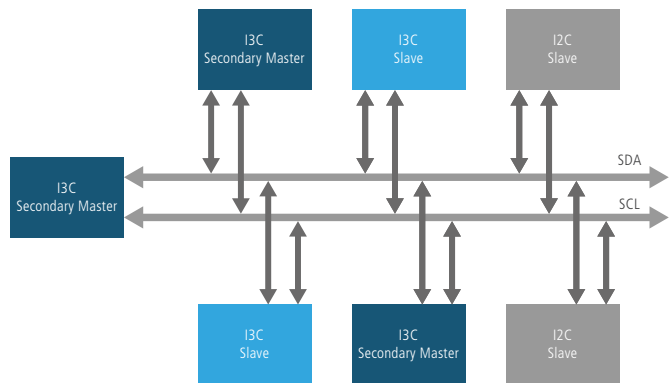 I3C
Secondary Master
I3C
Slave
I2C
Slave
SDA
I3C
Secondary Master
SCL
I3C
Slave
I3C
Secondary Master
I2C
Slave